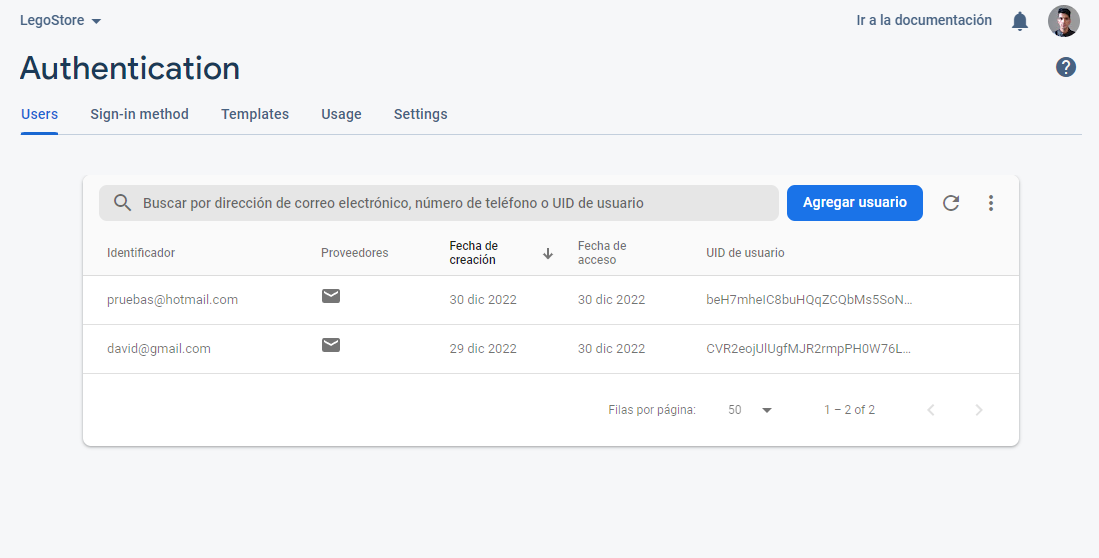 LegoStore
Ir a la documentación
Authentication
Users Sign-in method Templates Usage Settings
Buscar por dirección de correo electrónico, número de teléfono o UID de usuario
Agregar usuario
Identificador Proveedores Fecha de creación Fecha de acceso UID de usuario
pruebas@hotmail.com 30 dic 2022 30 dic 2022 beH7mheIC8buHQqZCQbMs5SoN...
david@gmail.com 29 dic 2022 30 dic 2022 CVR2eojUlUgfMJR2rmpPH0W76L...
Filas por página: 50 1 – 2 of 2